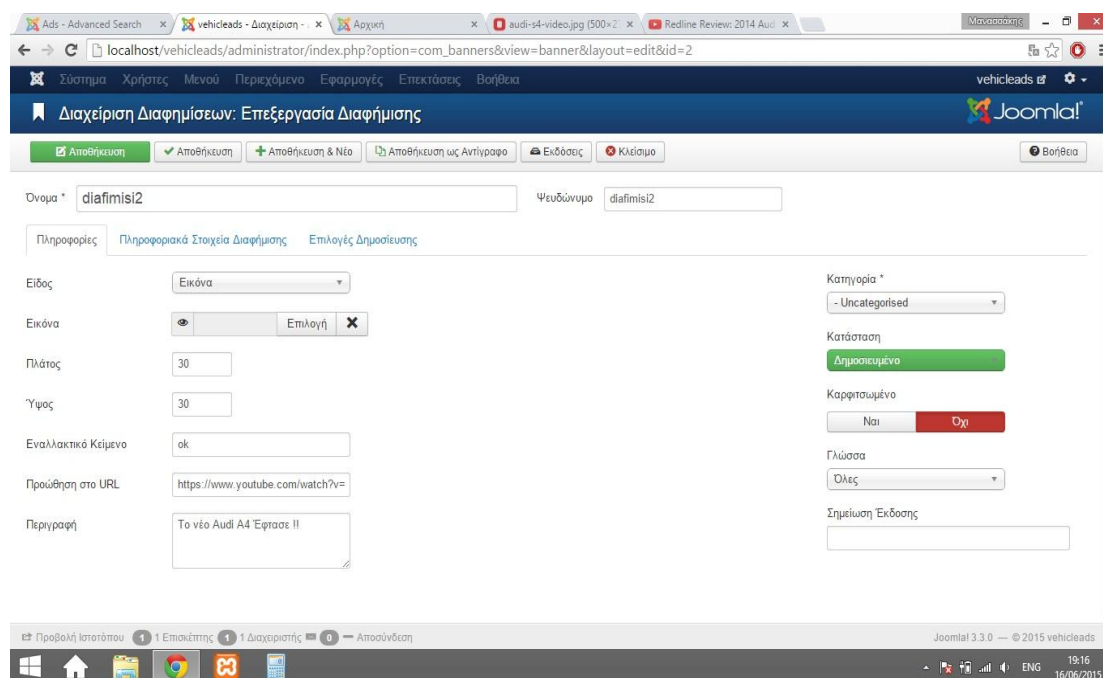 Ads - Advanced Search
vehicleads - Διαχείριση -
Αρχική
audi-s4-video.jpg (500×2
Redline Review: 2014 Aud
Μανασσάκης
localhost/vehicleads/administrator/index.php?option=com_banners&view=banner&layout=edit&id=2
Σύστημα Χρήστες Μενού Περιεχόμενο Εφαρμογές Επεκτάσεις Βοήθεια
vehicleads
Διαχείριση Διαφημίσεων: Επεξεργασία Διαφήμισης
Joomla!
Αποθήκευση
Αποθήκευση
Αποθήκευση & Νέο
Αποθήκευση ως Αντίγραφο
Εκδόσεις
Κλείσιμο
Βοήθεια
Όνομα *
diafimisi2
Ψευδώνυμο
diafimisi2
Πληροφορίες
Πληροφοριακά Στοιχεία Διαφήμισης
Επιλογές Δημοσίευσης
Είδος
Εικόνα
Εικόνα
Επιλογή
Πλάτος
30
Ύψος
30
Εναλλακτικό Κείμενο
ok
Προώθηση στο URL
https://www.youtube.com/watch?v=
Περιγραφή
Το νέο Audi A4 Έφτασε !!
Κατηγορία *
- Uncategorised
Κατάσταση
Δημοσιευμένο
Καρφιτσωμένο
Ναι
Όχι
Γλώσσα
Όλες
Σημείωση Έκδοσης
Προβολή Ιστοτόπου 1 1 Επισκέπτης 1 1 Διαχειριστής 0 Αποσύνδεση
Joomla! 3.3.0 — © 2015 vehicleads
ENG
19:16
16/06/2015